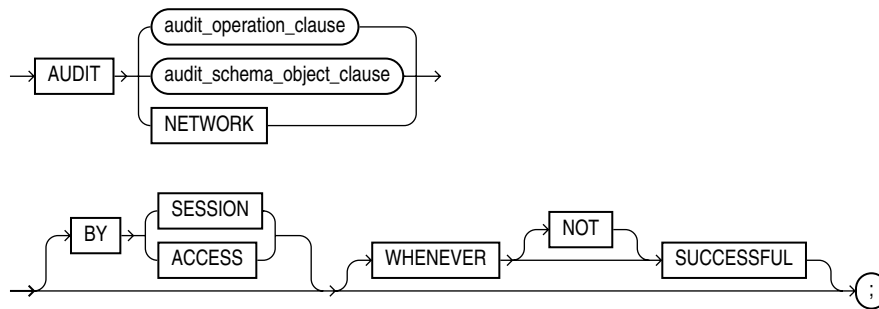 audit_operation_clause
AUDIT
audit_schema_object_clause
NETWORK
SESSION
BY
ACCESS
WHENEVER
NOT
SUCCESSFUL
;